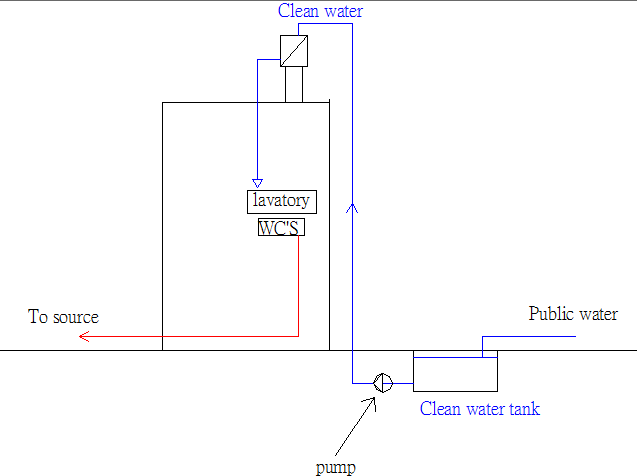 Clean water
lavatory
WC'S
To source
Public water
Clean water tank
pump